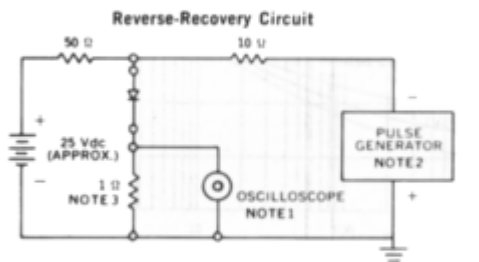 Reverse-Recovery Circuit
50 Ω
10 Ω
+
25 Vdc
(APPROX.)
−
1 Ω
NOTE 3
OSCILLOSCOPE
NOTE 1
−
PULSE
GENERATOR
NOTE 2
+